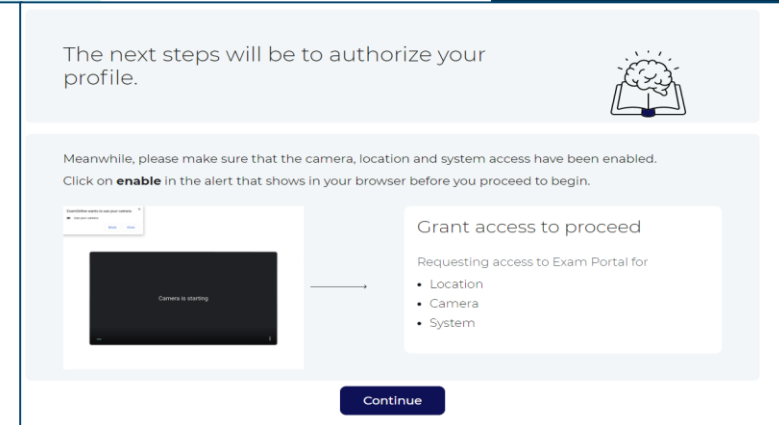 The next steps will be to authorize your
profile.
Meanwhile, please make sure that the camera, location and system access have been enabled.
Click on enable in the alert that shows in your browser before you proceed to begin.
Camera is starting
Grant access to proceed
Requesting access to Exam Portal for
• Location
• Camera
• System
Continue